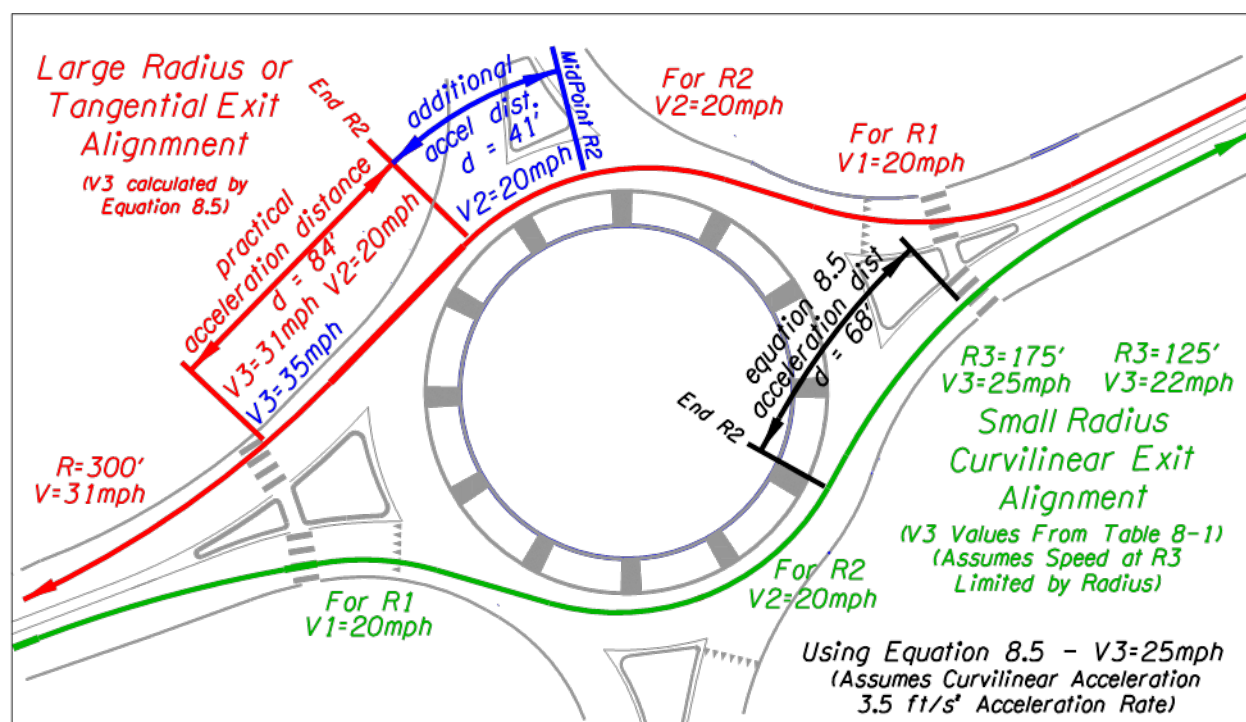 Large Radius or
Tangential Exit
Alignmnent
(V3 calculated by
Equation 8.5)
End R2
additional
accel dist.
d = 41'
V2=20mph
MidPoint R2
practical
acceleration distance
d = 84'
V3=31mph V2=20mph
V3=35mph
For R2
V2=20mph
For R1
V1=20mph
equation 8.5
acceleration dist
d = 68'
End R2
R=300'
V=31mph
R3=175' R3=125'
V3=25mph V3=22mph
Small Radius
Curvilinear Exit
Alignment
(V3 Values From Table 8-1)
(Assumes Speed at R3
Limited by Radius)
For R1
V1=20mph
For R2
V2=20mph
Using Equation 8.5 - V3=25mph
(Assumes Curvilinear Acceleration
3.5 ft/s² Acceleration Rate)